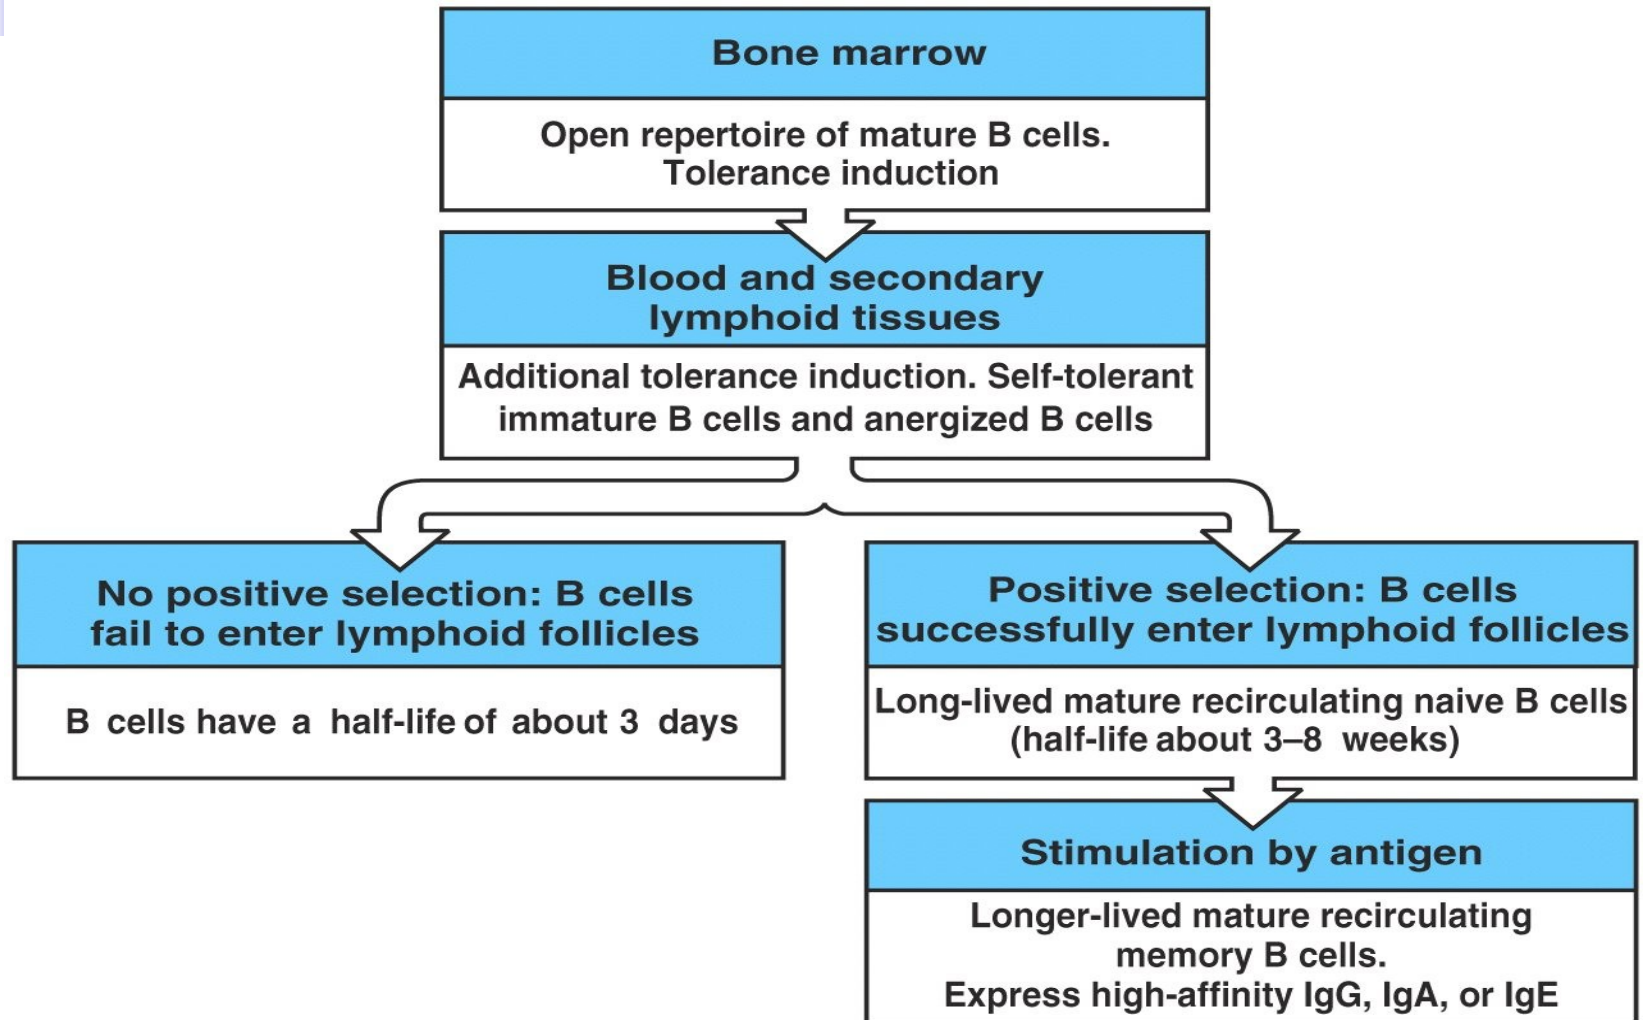 Bone marrow
Open repertoire of mature B cells.
Tolerance induction
Blood and secondary
lymphoid tissues
Additional tolerance induction. Self-tolerant
immature B cells and anergized B cells
No positive selection: B cells
fail to enter lymphoid follicles
B cells have a half-life of about 3 days
Positive selection: B cells
successfully enter lymphoid follicles
Long-lived mature recirculating naive B cells
(half-life about 3–8 weeks)
Stimulation by antigen
Longer-lived mature recirculating
memory B cells.
Express high-affinity IgG, IgA, or IgE